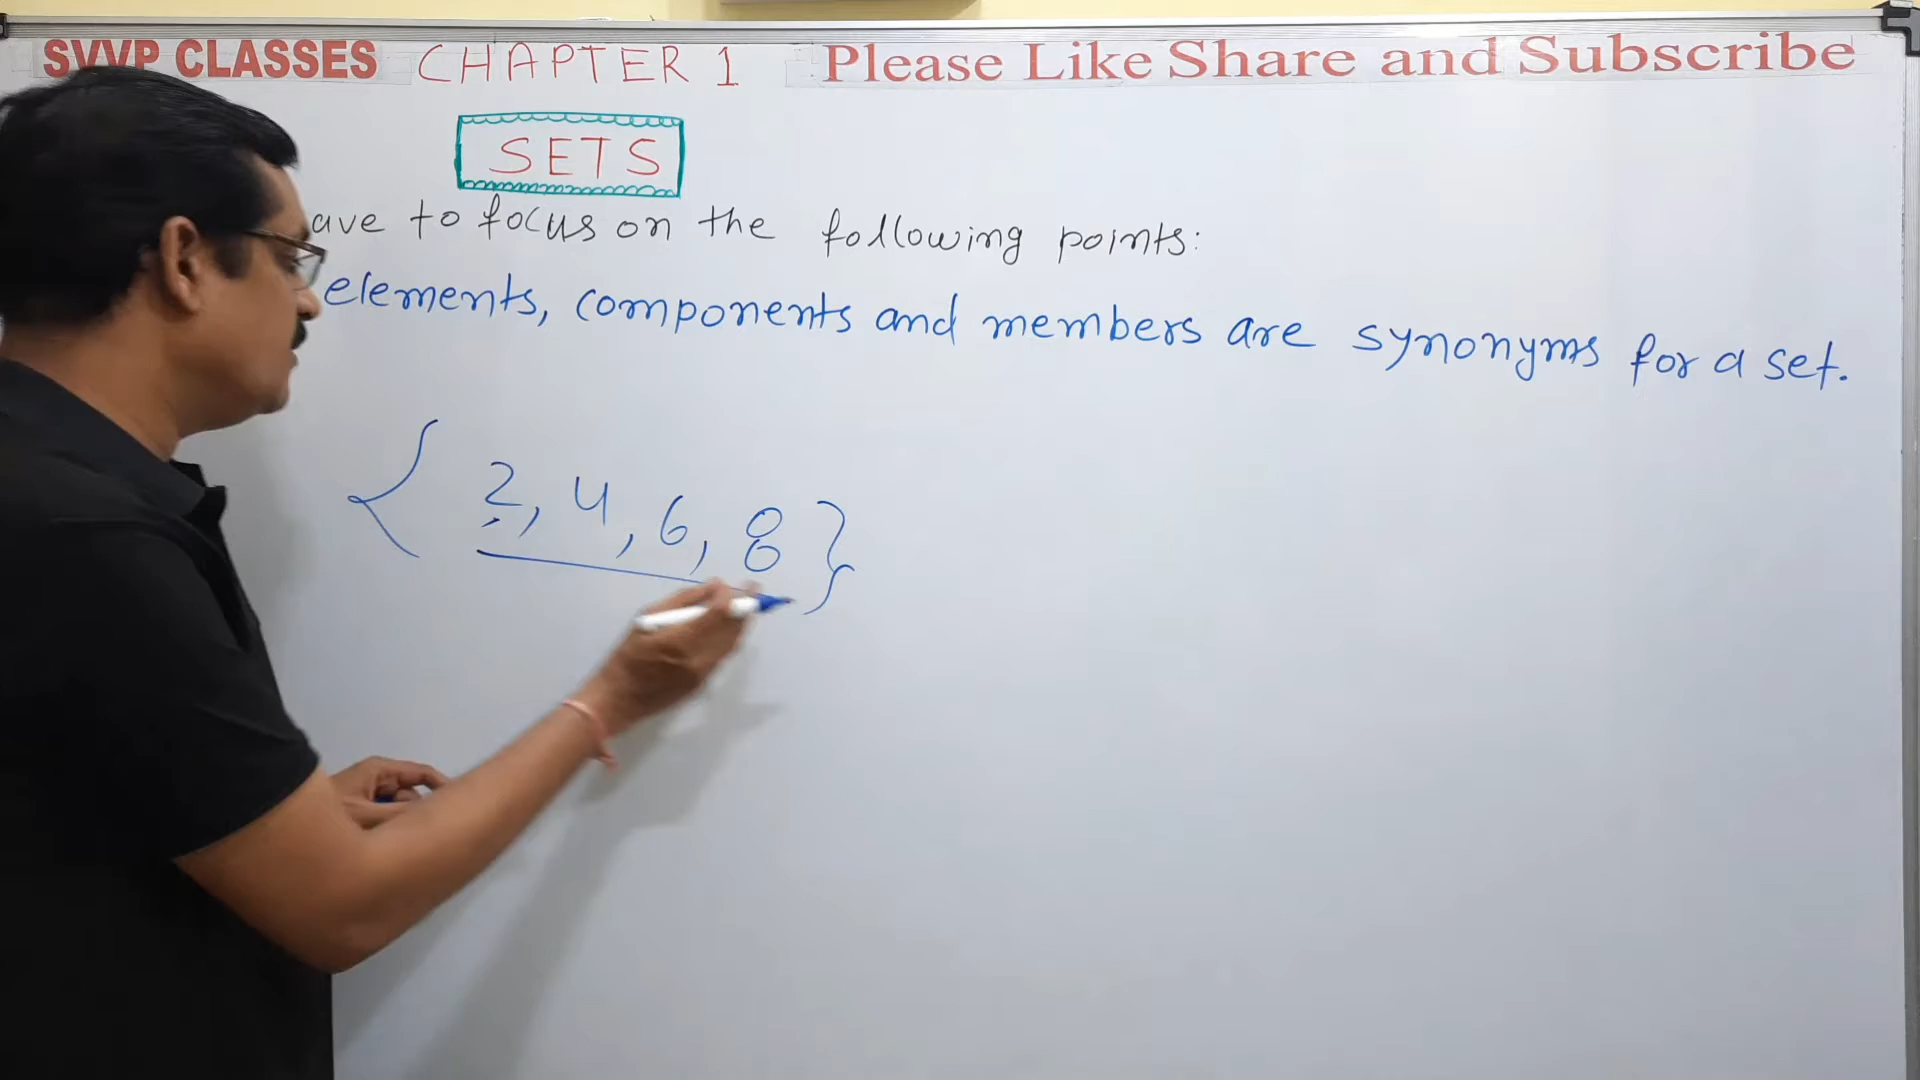 SVVP CLASSES CHAPTER 1 Please Like Share and Subscribe
SETS
to focus on the following points:
elements, components and members are synonyms for a set.
{ 2, 4, 6, 8 }